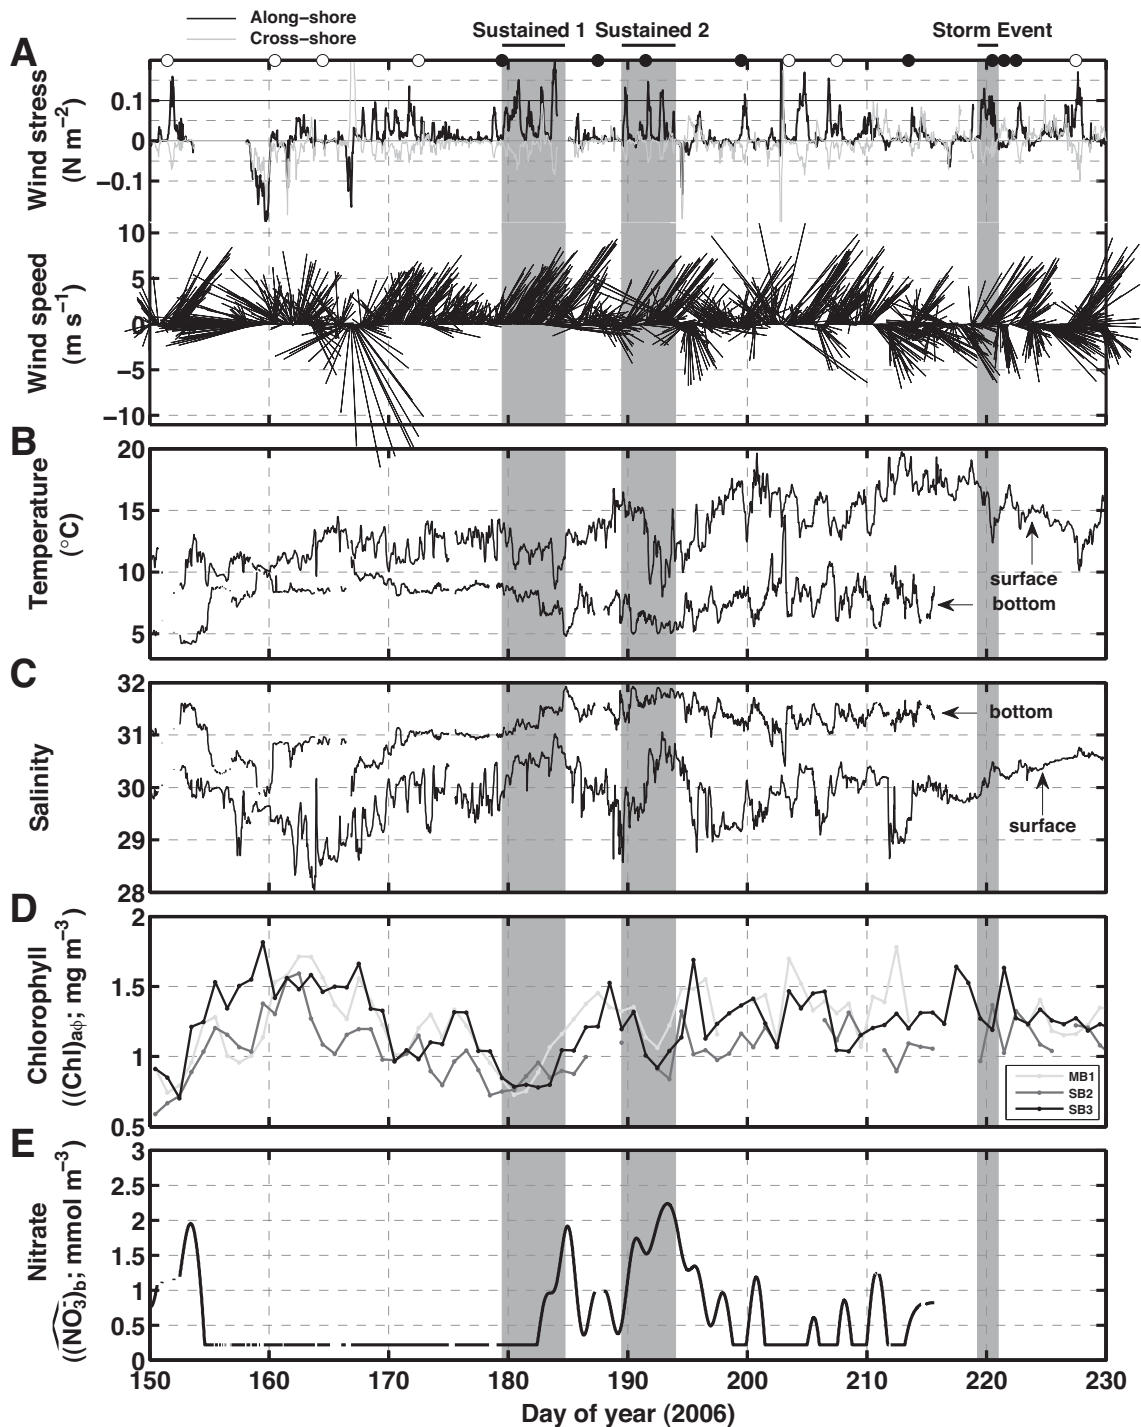 Along−shore
Cross−shore
Sustained 1
Sustained 2
Storm Event
A
Wind stress
(N m⁻²)
0.1
0
−0.1
Wind speed
(m s⁻¹)
10
5
0
−5
−10
B
Temperature
(°C)
20
15
10
5
surface
bottom
C
Salinity
32
31
30
29
28
bottom
surface
D
Chlorophyll
((Chl)aφ; mg m⁻³)
2
1.5
1
0.5
MB1
SB2
SB3
E
Nitrate
((NO₃⁻)b; mmol m⁻³)
3
2.5
2
1.5
1
0.5
0
150 160 170 180 190 200 210 220 230
Day of year (2006)